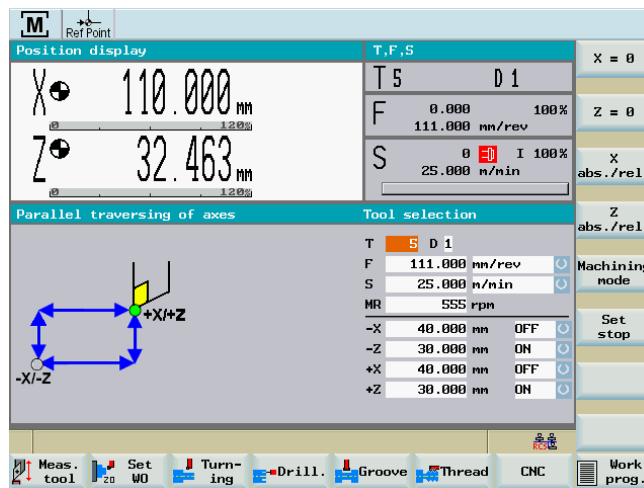 M Ref Point
Position display
T,F,S
X 110.000 mm
0 120%
Z 32.463 mm
0 120%
T 5 D 1
F 0.000 100%
111.000 mm/rev
S 0 I 100%
25.000 m/min
Parallel traversing of axes
+X/+Z
-X/-Z
Tool selection
T 5 D 1
F 111.000 mm/rev
S 25.000 m/min
MR 555 rpm
-X 40.000 mm OFF
-Z 30.000 mm ON
+X 40.000 mm OFF
+Z 30.000 mm ON
X = 0
Z = 0
X
abs./rel
Z
abs./rel
Machining
mode
Set
stop
RCS
Meas.
tool
20
Set
WO
Turn-
ing
Drill.
Groove
Thread
CNC
Work
prog.